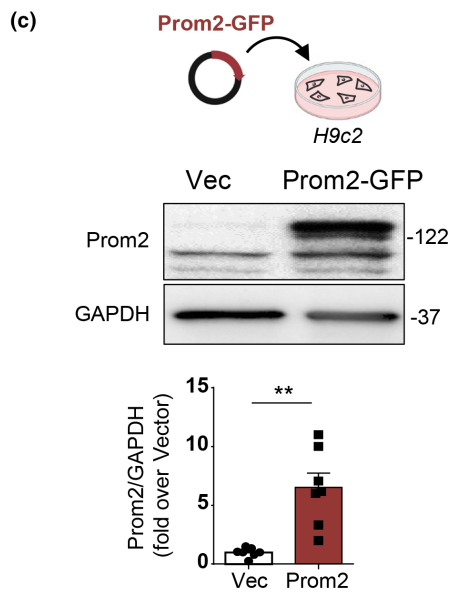 (c)
Prom2-GFP
H9c2
Vec Prom2-GFP
Prom2 -122
GAPDH -37
Prom2/GAPDH
(fold over Vector)
15
**
10
5
0
Vec Prom2